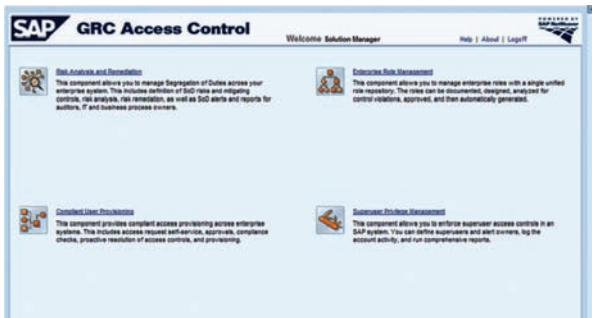 SAP GRC Access Control
POWERED BY
SAP NetWeaver
Welcome Solution Manager
Help | About | Logoff
Risk Analysis and Remediation
This component allows you to manage Segregation of Duties across your
enterprise system. This includes definition of SoD risks and mitigating
controls, risk analysis, risk remediation, as well as SoD alerts and reports for
auditors, IT and business process owners.
Enterprise Role Management
This component allows you to manage enterprise roles with a single unified
role repository. The roles can be documented, designed, analyzed for
control violations, approved, and then automatically generated.
Compliant User Provisioning
This component provides compliant access provisioning across enterprise
systems. This includes access request self-service, approvals, compliance
checks, proactive resolution of access controls, and provisioning.
Superuser Privilege Management
This component allows you to enforce superuser access controls in an
SAP system. You can define superusers and alert owners, log the
account activity, and run comprehensive reports.